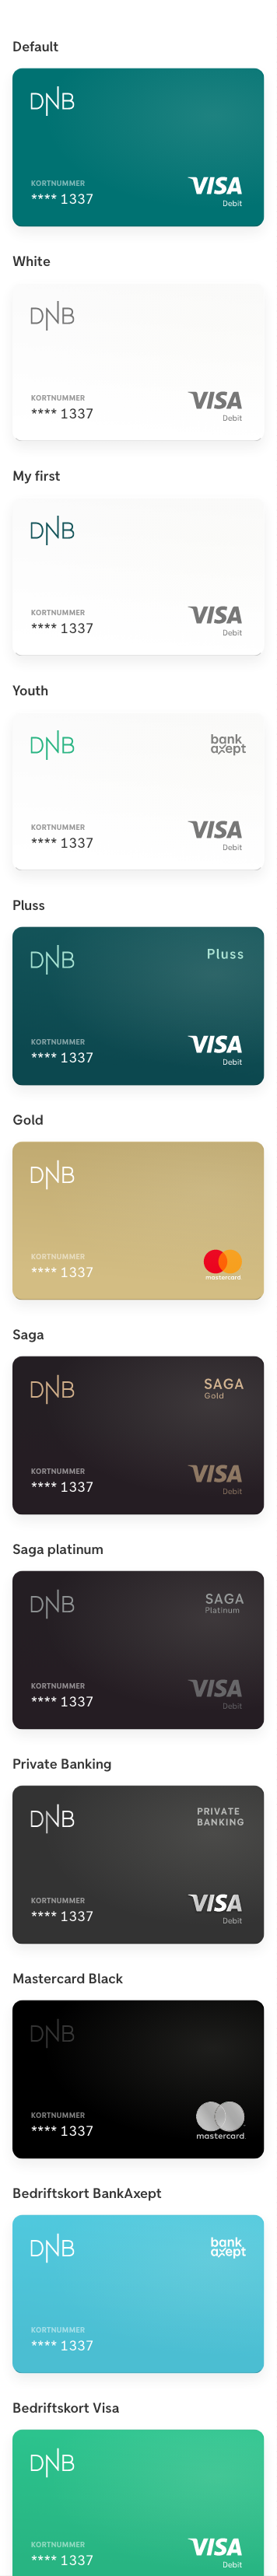 Default
DNB
KORTNUMMER
**** 1337
VISA
Debit
White
DNB
KORTNUMMER
**** 1337
VISA
Debit
My first
DNB
KORTNUMMER
**** 1337
VISA
Debit
Youth
DNB
bank
axept
KORTNUMMER
**** 1337
VISA
Debit
Pluss
DNB
Pluss
KORTNUMMER
**** 1337
VISA
Debit
Gold
DNB
KORTNUMMER
**** 1337
mastercard
Saga
DNB
SAGA
Gold
KORTNUMMER
**** 1337
VISA
Debit
Saga platinum
DNB
SAGA
Platinum
KORTNUMMER
**** 1337
VISA
Debit
Private Banking
DNB
PRIVATE
BANKING
KORTNUMMER
**** 1337
VISA
Debit
Mastercard Black
DNB
KORTNUMMER
**** 1337
mastercard
Bedriftskort BankAxept
DNB
bank
axept
KORTNUMMER
**** 1337
Bedriftskort Visa
DNB
KORTNUMMER
**** 1337
VISA
Debit